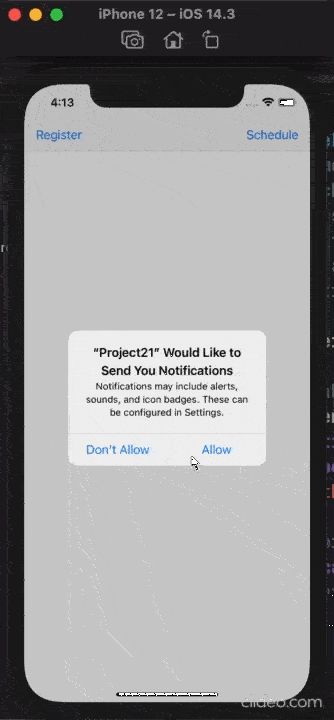 iPhone 12 – iOS 14.3
4:13
Register
Schedule
“Project21” Would Like to
Send You Notifications
Notifications may include alerts,
sounds, and icon badges. These can
be configured in Settings.
Don’t Allow
Allow
clideo.com